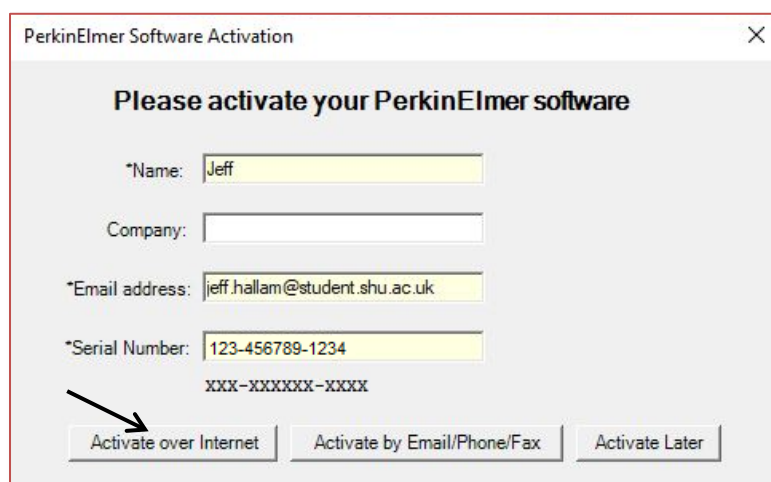 PerkinElmer Software Activation
Please activate your PerkinElmer software
*Name: Jeff
Company:
*Email address: jeff.hallam@student.shu.ac.uk
*Serial Number: 123-456789-1234
xxx-xxxxxx-xxxx
Activate over Internet Activate by Email/Phone/Fax Activate Later